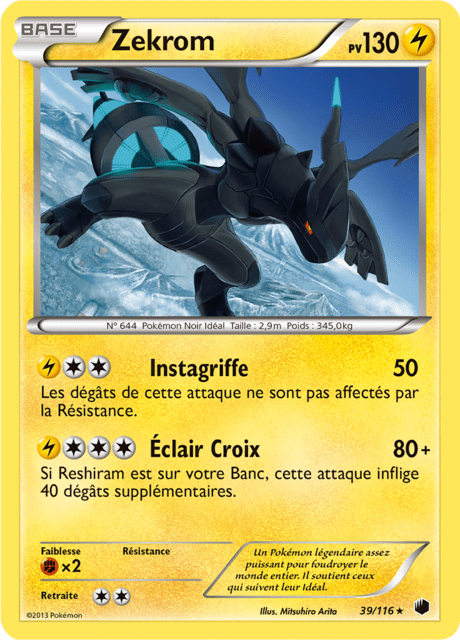 BASE
Zekrom
PV 130
N° 644 Pokémon Noir Idéal Taille : 2,9m Poids : 345,0kg
Instagriffe 50
Les dégâts de cette attaque ne sont pas affectés par
la Résistance.
Éclair Croix 80+
Si Reshiram est sur votre Banc, cette attaque inflige
40 dégâts supplémentaires.
Faiblesse
×2
Résistance
Retraite
Un Pokémon légendaire assez
puissant pour foudroyer le
monde entier. Il soutient ceux
qui suivent leur Idéal.
©2013 Pokémon
Illus. Mitsuhiro Arita
39/116 ★